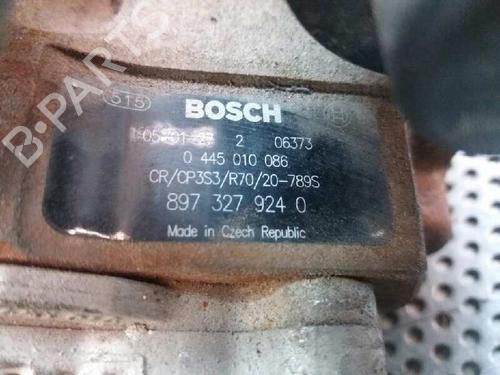 515 BOSCH
2 06373
0 445 010 086
CR/CP3S3/R70/20-789S
897 327 924 0
Made in Czech Republic
B-PARTS